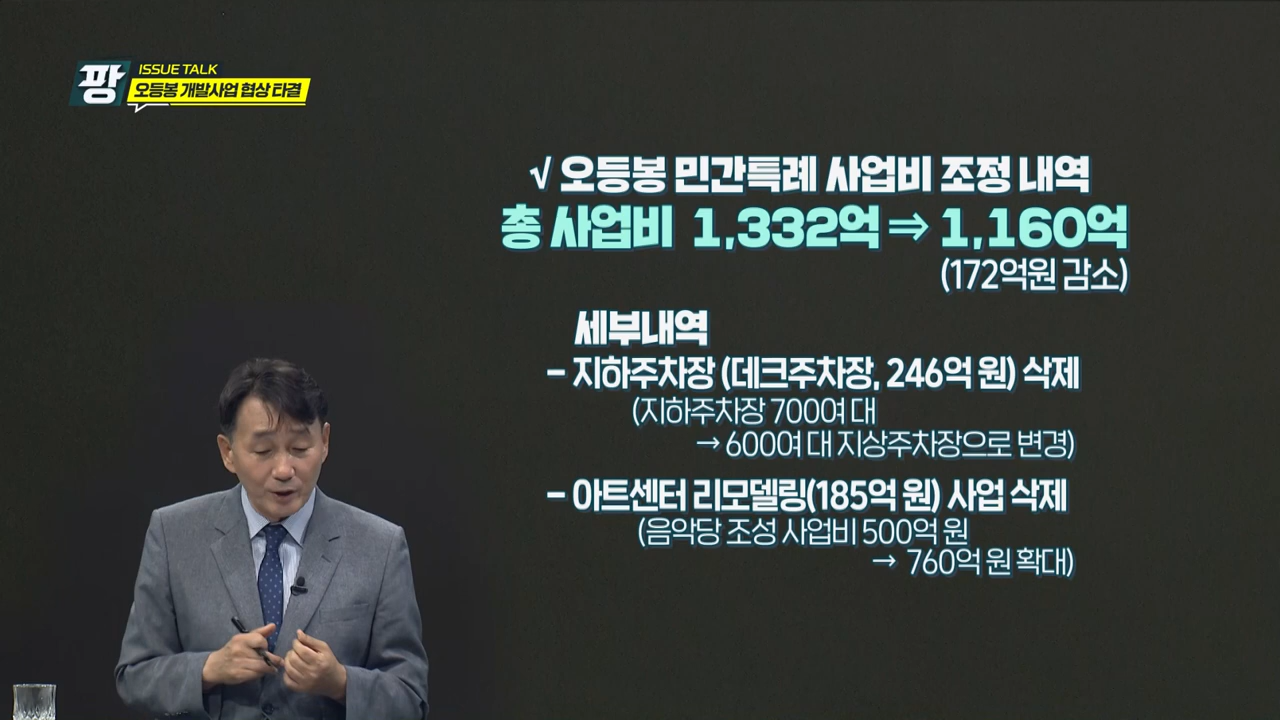 팡
ISSUE TALK
오등봉 개발사업 협상 타결
√ 오등봉 민간특례 사업비 조정 내역
총 사업비 1,332억 ⇒ 1,160억
(172억원 감소)
세부내역
- 지하주차장 (데크주차장, 246억 원) 삭제
(지하주차장 7000여 대
→ 6000여 대 지상주차장으로 변경)
- 아트센터 리모델링(185억 원) 사업 삭제
(음악당 조성 사업비 500억 원
→ 760억 원 확대)